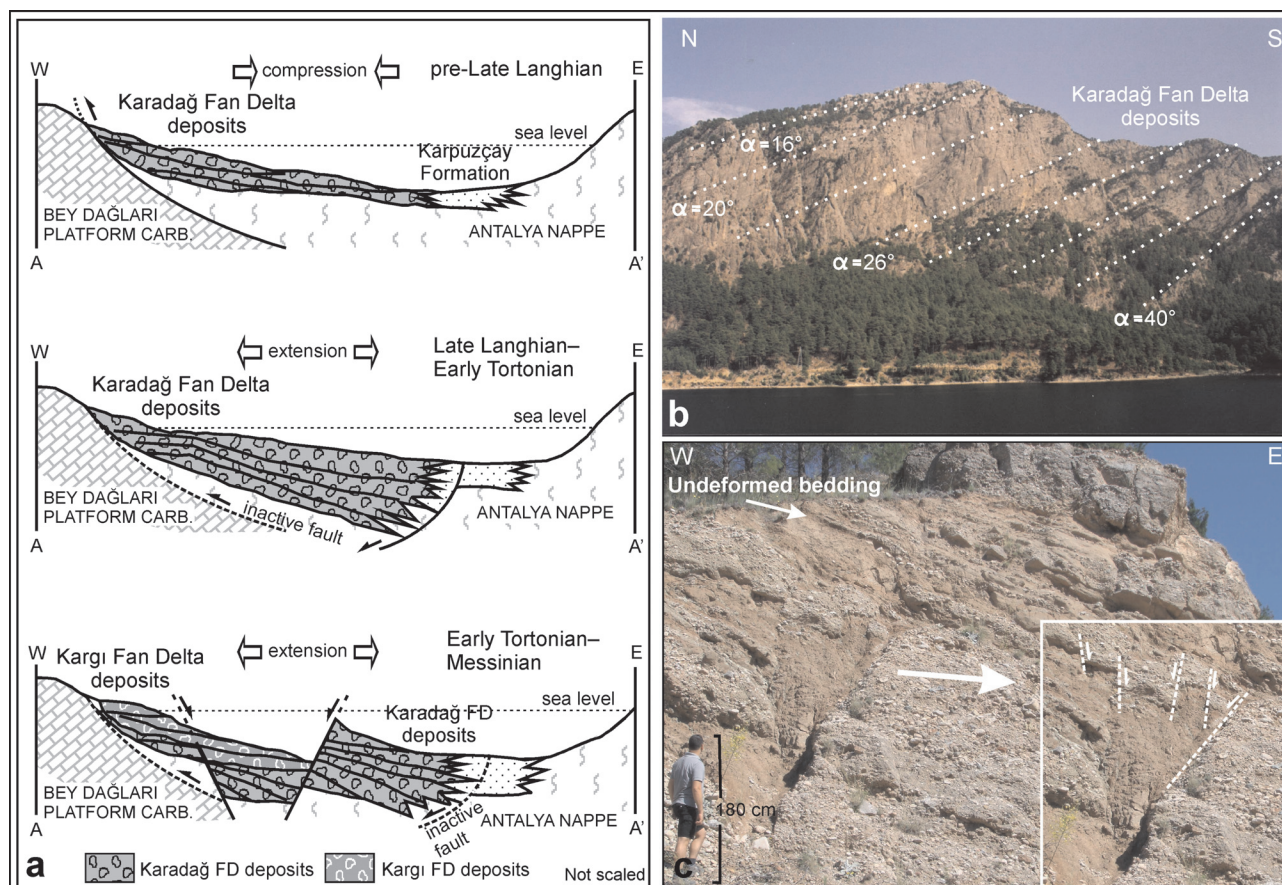 W
E
compression
pre-Late Langhian
Karadağ Fan Delta
deposits
sea level
Karpuzçay
Formation
BEY DAĞLARI
PLATFORM CARB.
ANTALYA NAPPE
A
A'
W
E
extension
Late Langhian–
Early Tortonian
Karadağ Fan Delta
deposits
sea level
BEY DAĞLARI
PLATFORM CARB.
inactive fault
ANTALYA NAPPE
A
A'
W
E
extension
Early Tortonian–
Messinian
Kargı Fan Delta
deposits
sea level
Karadağ FD
deposits
BEY DAĞLARI
PLATFORM CARB.
inactive
fault
ANTALYA NAPPE
A
A'
a
Karadağ FD deposits
Kargı FD deposits
Not scaled
N
S
Karadağ Fan Delta
deposits
α = 16°
α = 20°
α = 26°
α = 40°
b
W
E
Undeformed bedding
180 cm
c